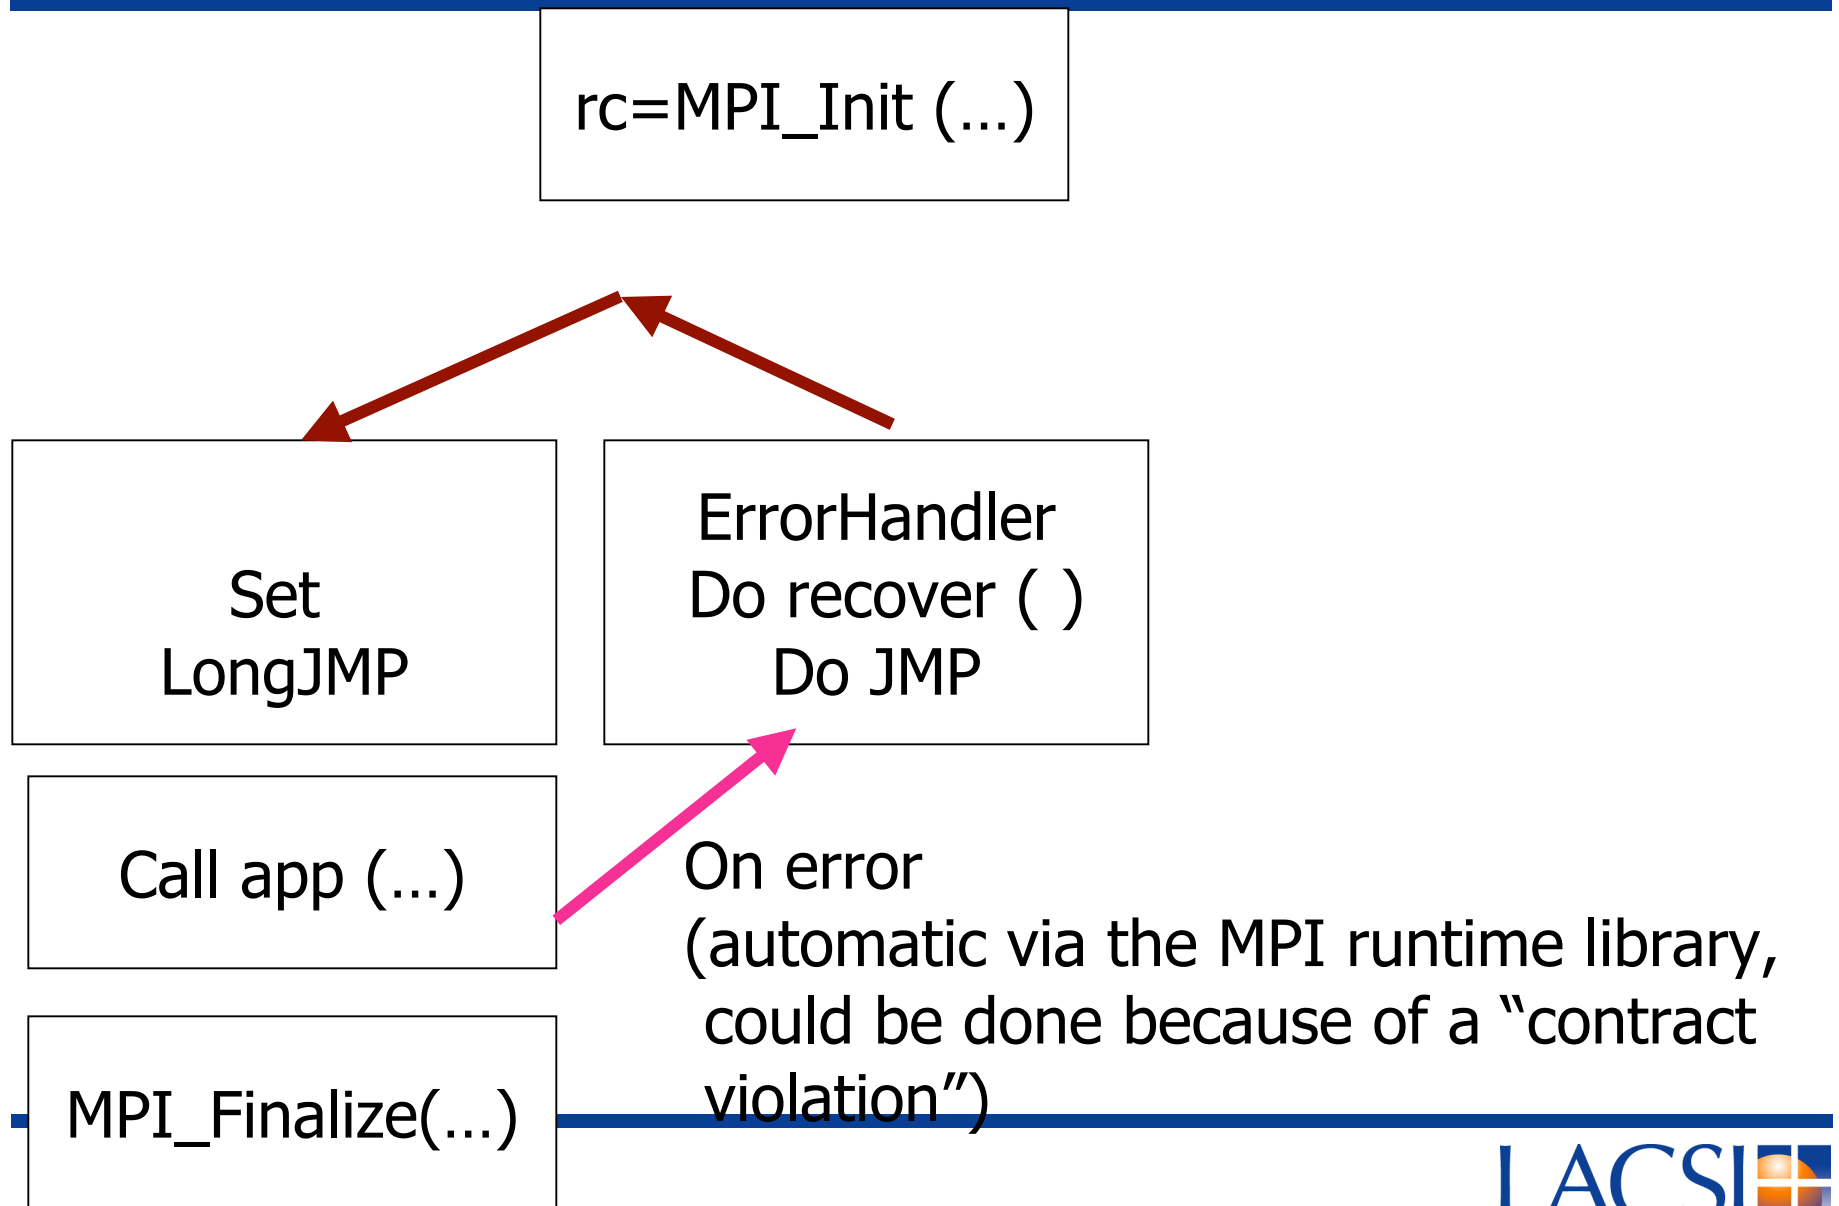 rc=MPI_Init (…)
Set
LongJMP
ErrorHandler
Do recover ( )
Do JMP
Call app (…)
On error
(automatic via the MPI runtime library,
could be done because of a “contract
violation”)
MPI_Finalize(…)
LACSI